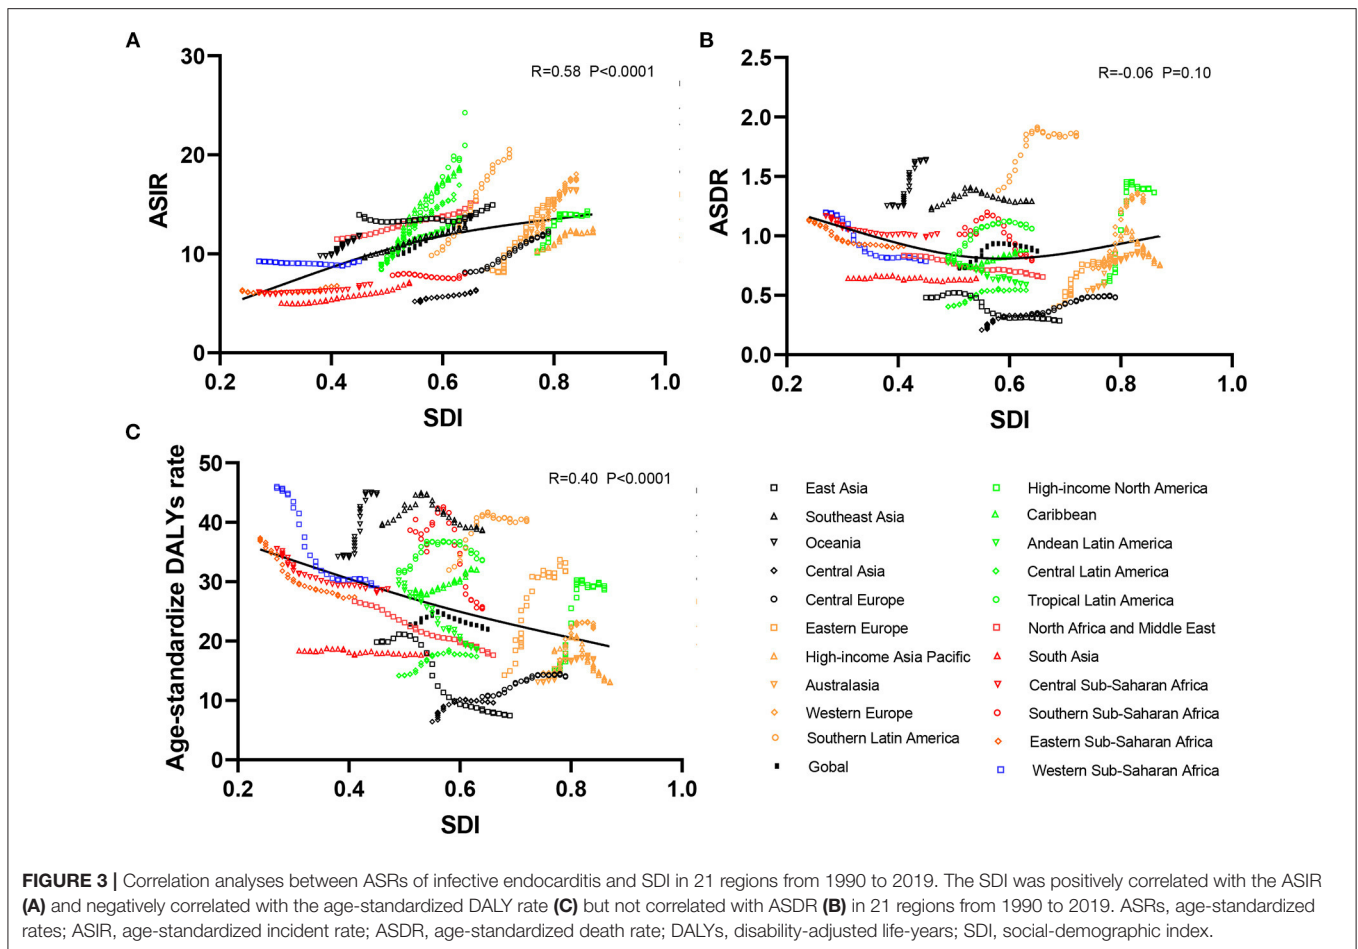 A
R=0.58 P<0.0001
30
20
10
0
ASIR
0.2 0.4 0.6 0.8 1.0
SDI
B
R=-0.06 P=0.10
2.5
2.0
1.5
1.0
0.5
0.0
ASDR
0.2 0.4 0.6 0.8 1.0
SDI
C
R=0.40 P<0.0001
50
40
30
20
10
0
Age-standardize DALYs rate
0.2 0.4 0.6 0.8 1.0
SDI
East Asia
Southeast Asia
Oceania
Central Asia
Central Europe
Eastern Europe
High-income Asia Pacific
Australasia
Western Europe
Southern Latin America
Gobal
High-income North America
Caribbean
Andean Latin America
Central Latin America
Tropical Latin America
North Africa and Middle East
South Asia
Central Sub-Saharan Africa
Southern Sub-Saharan Africa
Eastern Sub-Saharan Africa
Western Sub-Saharan Africa
FIGURE 3 | Correlation analyses between ASRs of infective endocarditis and SDI in 21 regions from 1990 to 2019. The SDI was positively correlated with the ASIR
(A) and negatively correlated with the age-standardized DALY rate (C) but not correlated with ASDR (B) in 21 regions from 1990 to 2019. ASRs, age-standardized
rates; ASIR, age-standardized incident rate; ASDR, age-standardized death rate; DALYs, disability-adjusted life-years; SDI, social-demographic index.